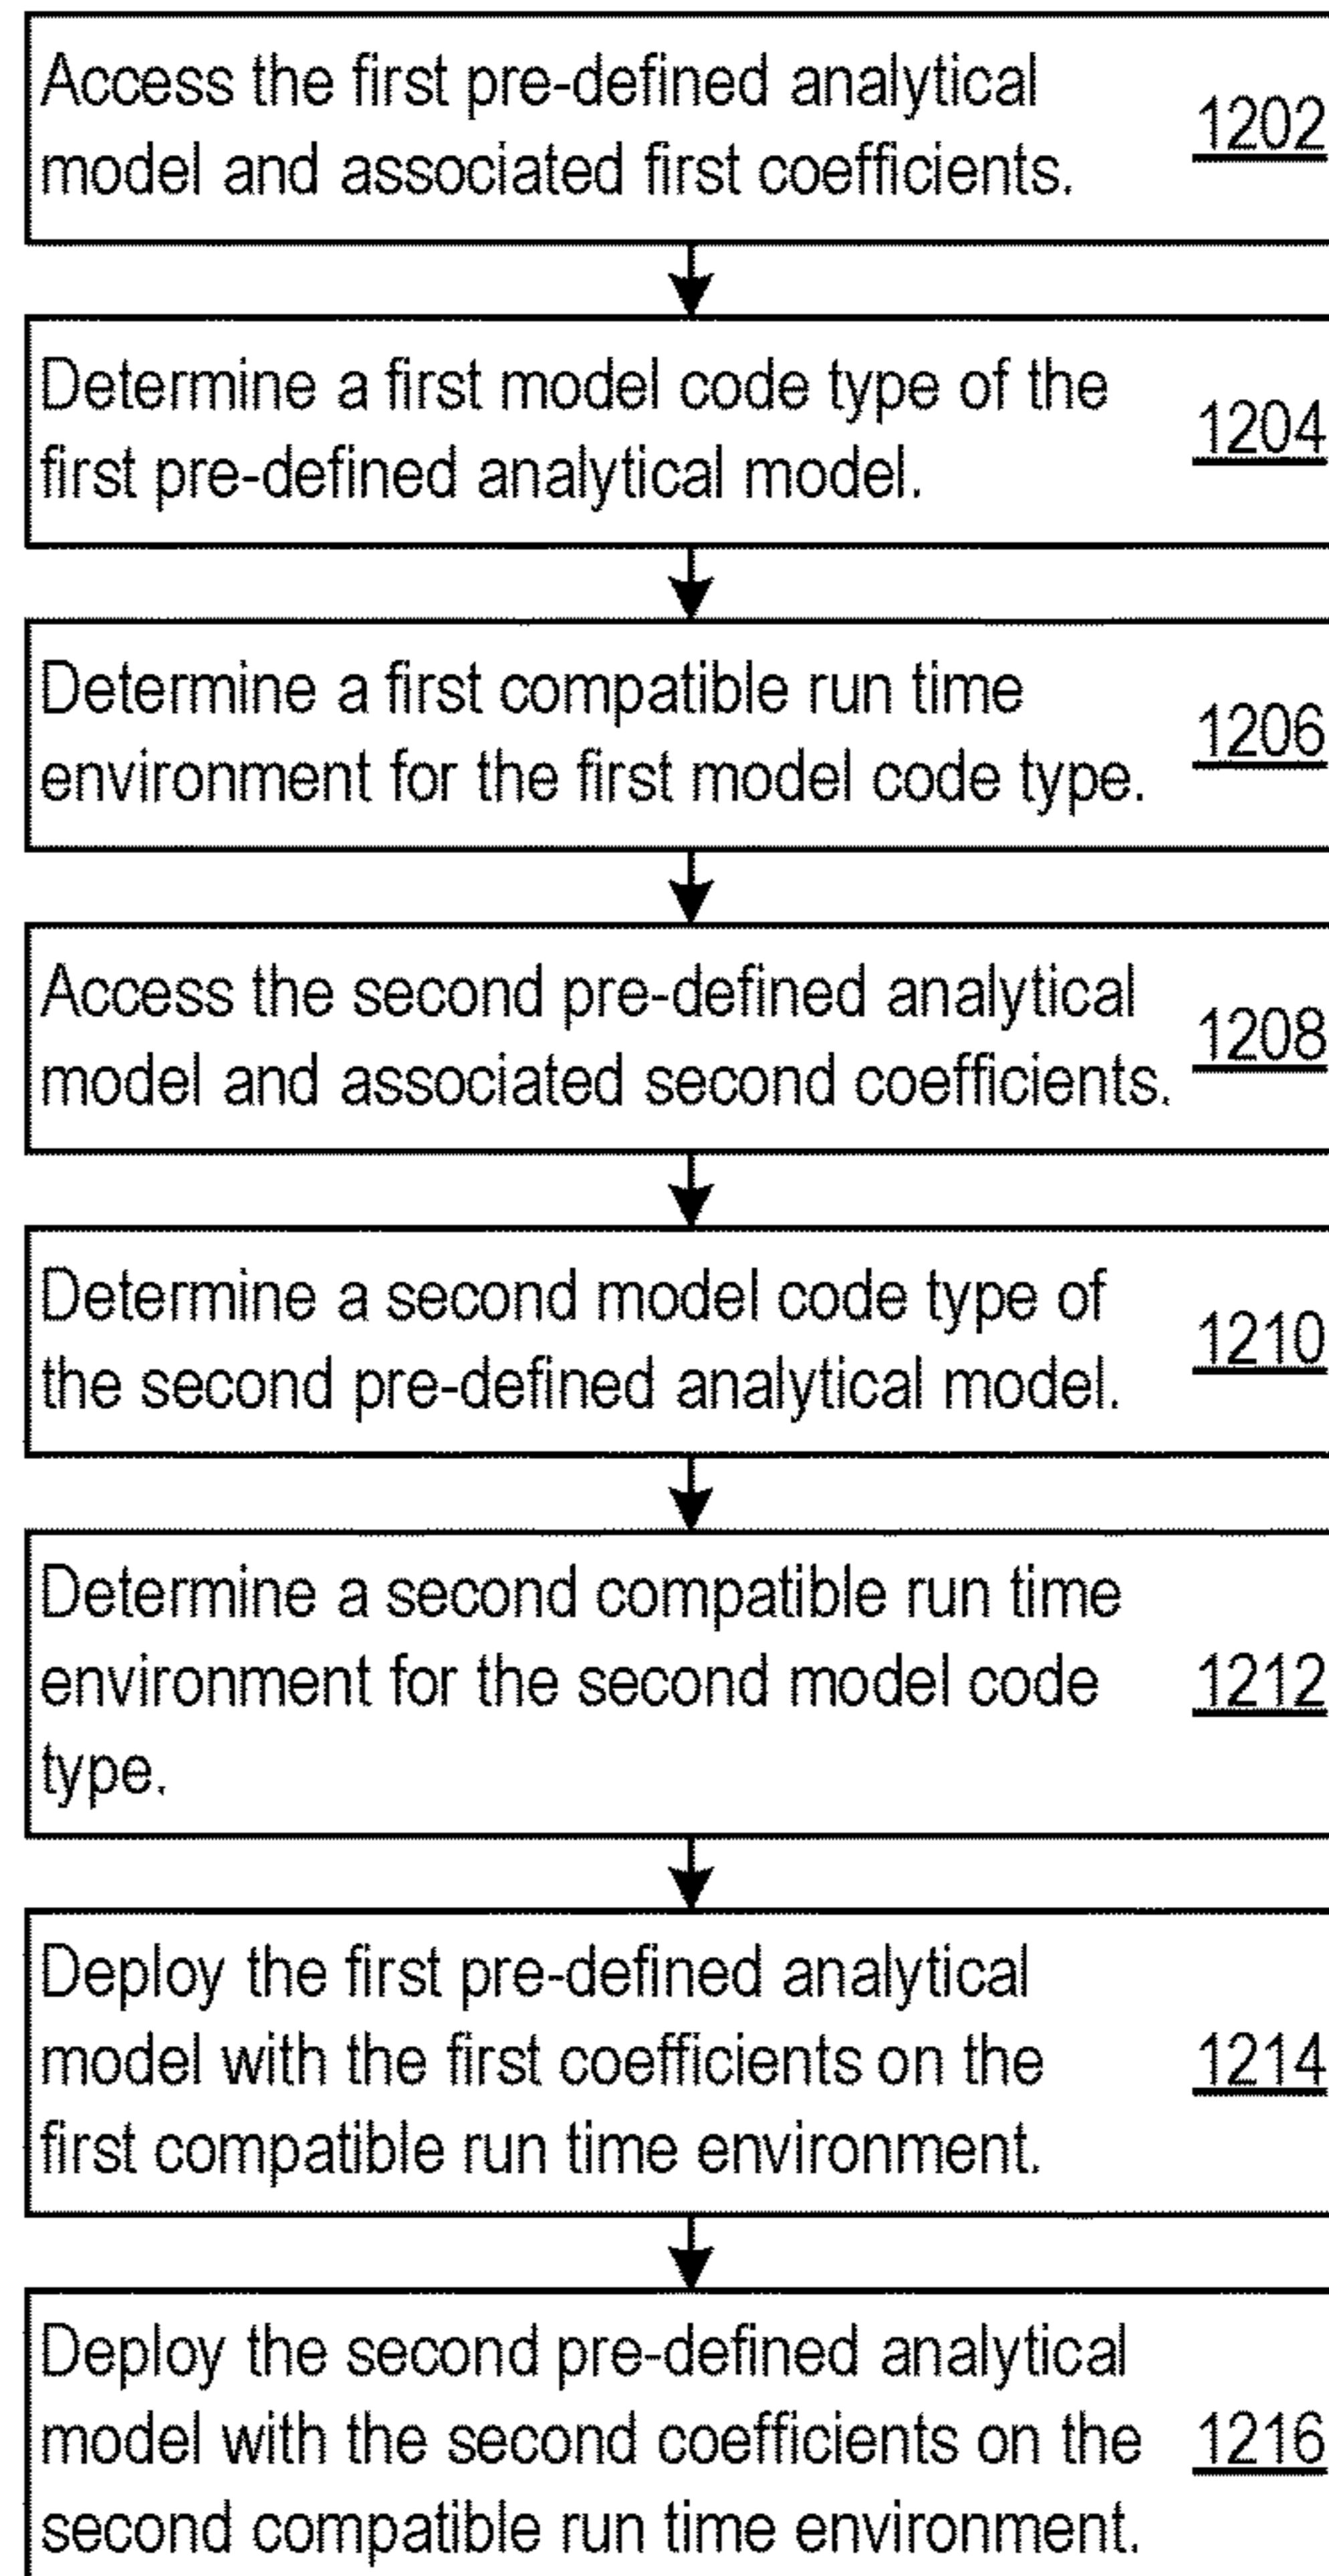 Access the first pre-defined analytical
model and associated first coefficients.
1202
Determine a first model code type of the
first pre-defined analytical model.
1204
Determine a first compatible run time
environment for the first model code type.
1206
Access the second pre-defined analytical
model and associated second coefficients.
1208
Determine a second model code type of
the second pre-defined analytical model.
1210
Determine a second compatible run time
environment for the second model code
type.
1212
Deploy the first pre-defined analytical
model with the first coefficients on the
first compatible run time environment.
1214
Deploy the second pre-defined analytical
model with the second coefficients on the
second compatible run time environment.
1216